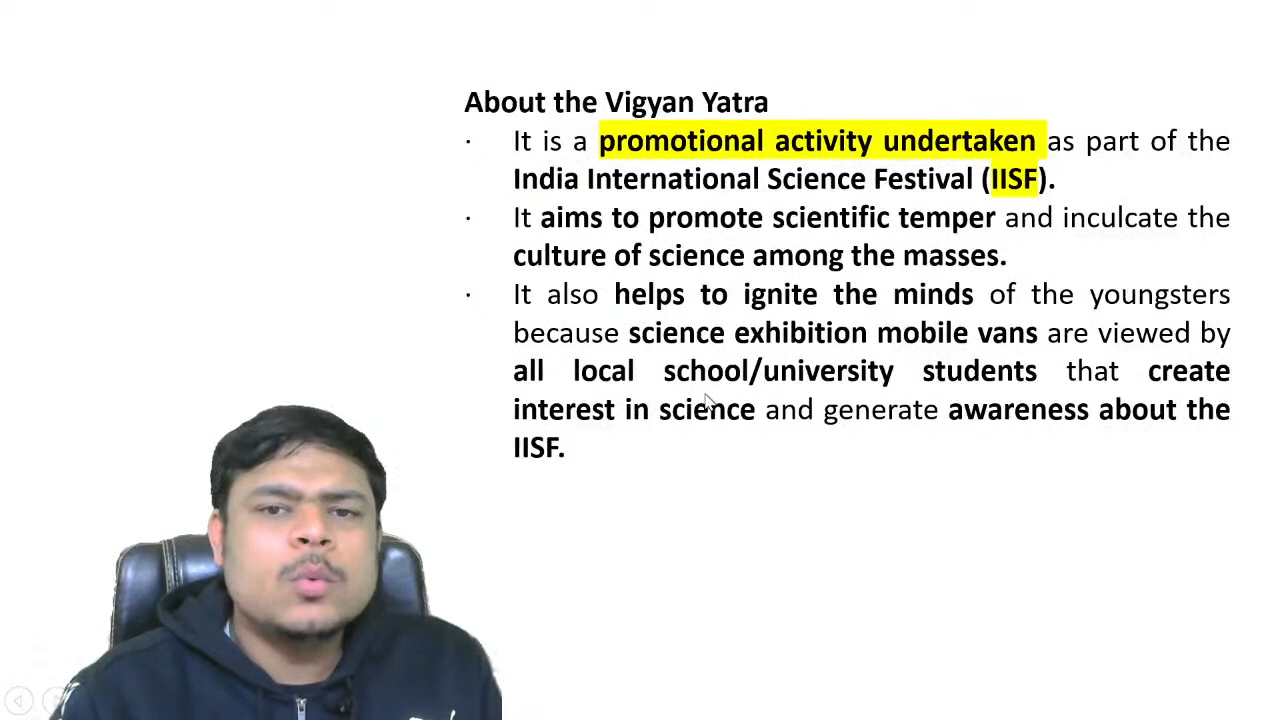 About the Vigyan Yatra
· It is a promotional activity undertaken as part of the
India International Science Festival (IISF).
· It aims to promote scientific temper and inculcate the
culture of science among the masses.
· It also helps to ignite the minds of the youngsters
because science exhibition mobile vans are viewed by
all local school/university students that create
interest in science and generate awareness about the
IISF.